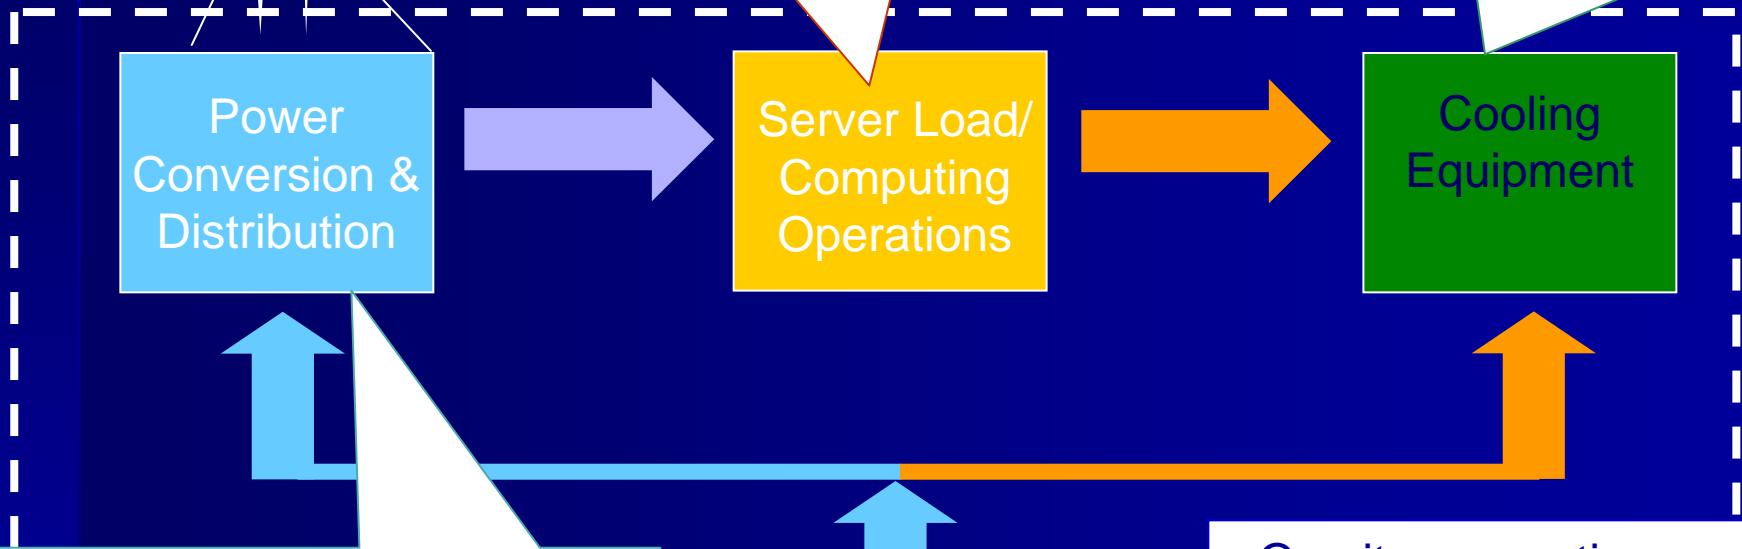 Power
Conversion &
Distribution
Server Load/
Computing
Operations
Cooling
Equipment